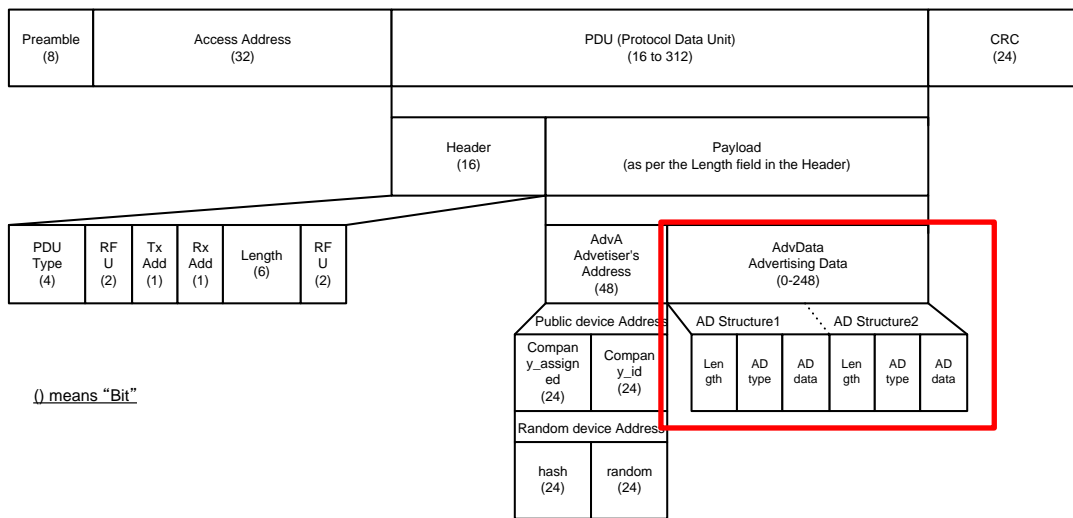 Preamble
(8)
Access Address
(32)
PDU (Protocol Data Unit)
(16 to 312)
CRC
(24)
Header
(16)
Payload
(as per the Length field in the Header)
PDU
Type
(4)
RF
U
(2)
Tx
Add
(1)
Rx
Add
(1)
Length
(6)
RF
U
(2)
AdvA
Advetiser's
Address
(48)
AdvData
Advertising Data
(0-248)
Public device Address
AD Structure1
AD Structure2
Compan
y_assign
ed
(24)
Compan
y_id
(24)
Len
gth
AD
type
AD
data
Len
gth
AD
type
AD
data
() means “Bit”
Random device Address
hash
(24)
random
(24)